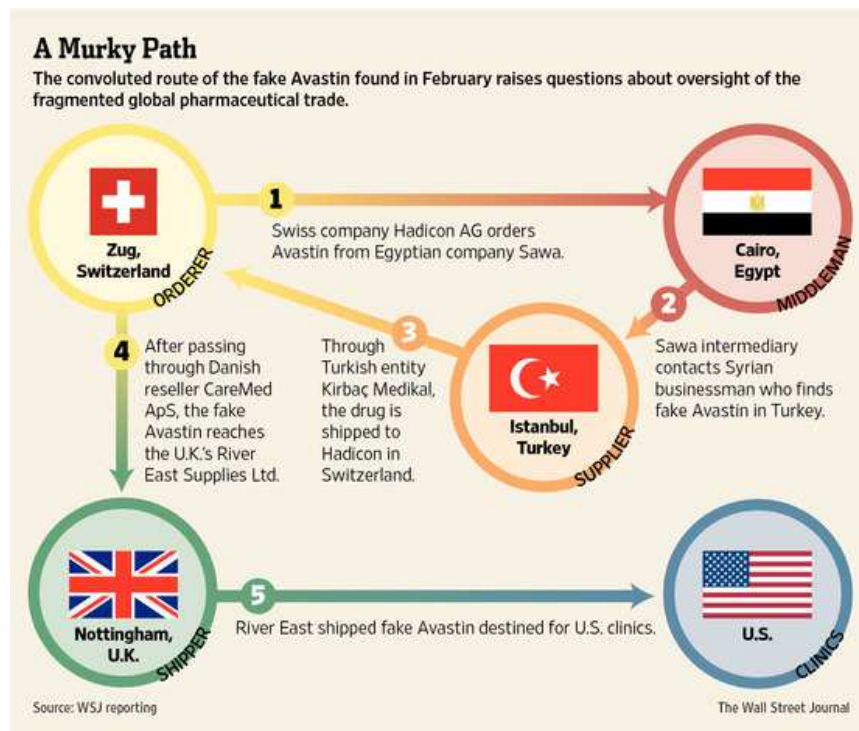 A Murky Path
The convoluted route of the fake Avastin found in February raises questions about oversight of the
fragmented global pharmaceutical trade.
Zug,
Switzerland
ORDERER
1
Swiss company Hadicon AG orders
Avastin from Egyptian company Sawa.
Cairo,
Egypt
MIDDLEMAN
2
Sawa intermediary
contacts Syrian
businessman who finds
fake Avastin in Turkey.
Istanbul,
Turkey
SUPPLIER
3
Through
Turkish entity
Kirbaç Medikal,
the drug is
shipped to
Hadicon in
Switzerland.
4
After passing
through Danish
reseller CareMed
ApS, the fake
Avastin reaches
the U.K.'s River
East Supplies Ltd.
Nottingham,
U.K.
SHIPPER
5
River East shipped fake Avastin destined for U.S. clinics.
U.S.
CLINICS
Source: WSJ reporting
The Wall Street Journal